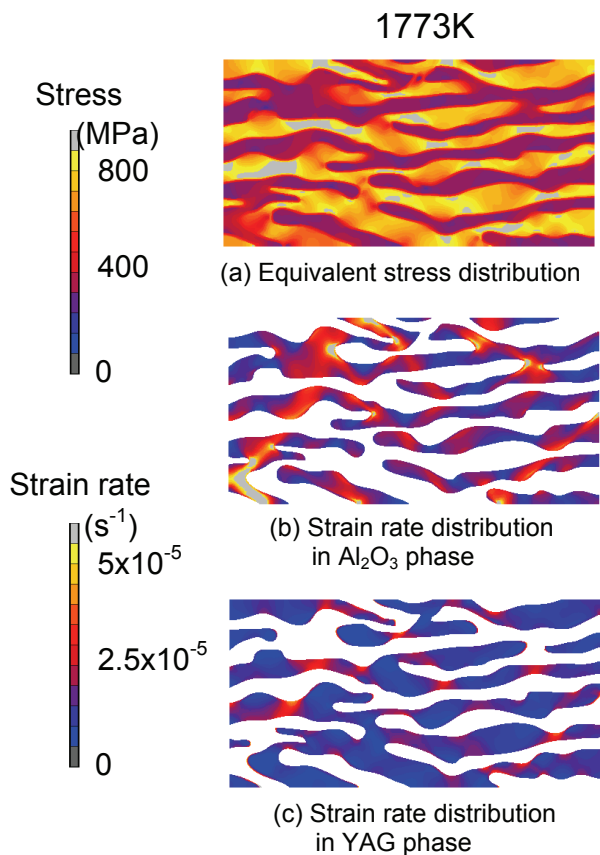 1773K
Stress
(MPa)
800
400
0
(a) Equivalent stress distribution
Strain rate
(s⁻¹)
5x10⁻⁵
2.5x10⁻⁵
0
(b) Strain rate distribution
in Al₂O₃ phase
(c) Strain rate distribution
in YAG phase